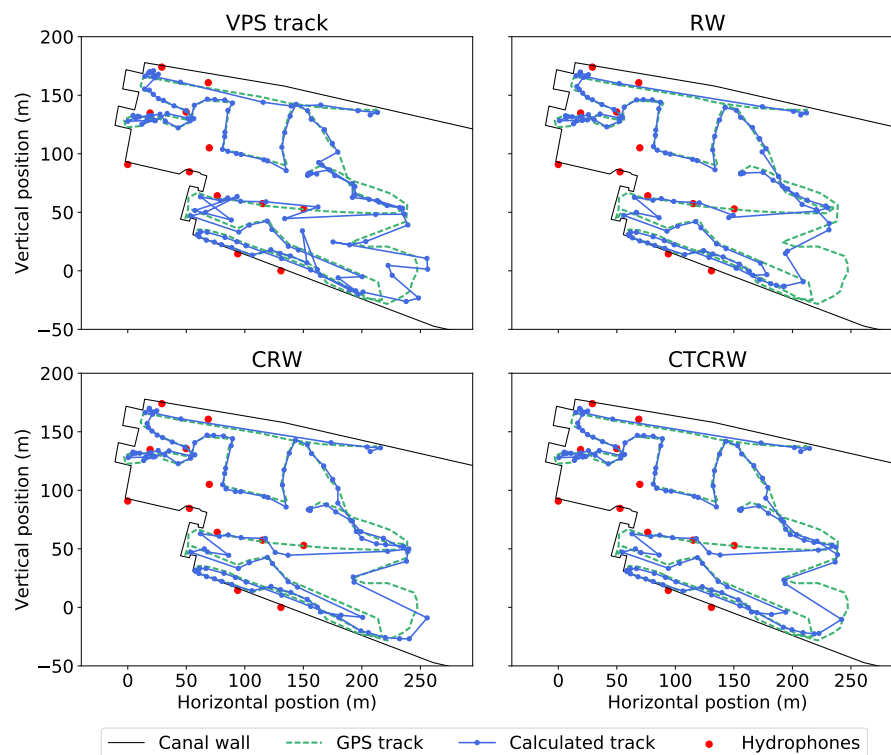 VPS track
RW
Vertical position (m)
200
150
100
50
0
−50
CRW
CTCRW
Vertical position (m)
200
150
100
50
0
−50
0 50 100 150 200 250
0 50 100 150 200 250
Horizontal postion (m)
Horizontal postion (m)
Canal wall
GPS track
Calculated track
Hydrophones